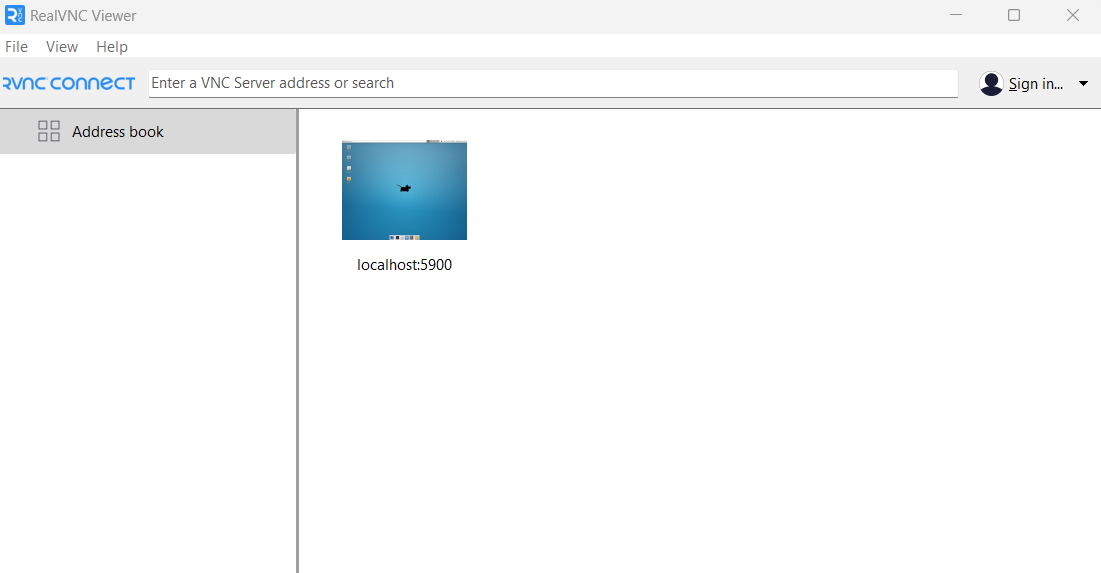 RealVNC Viewer
File View Help
RVNC CONNECT Enter a VNC Server address or search Sign in...
Address book
localhost:5900